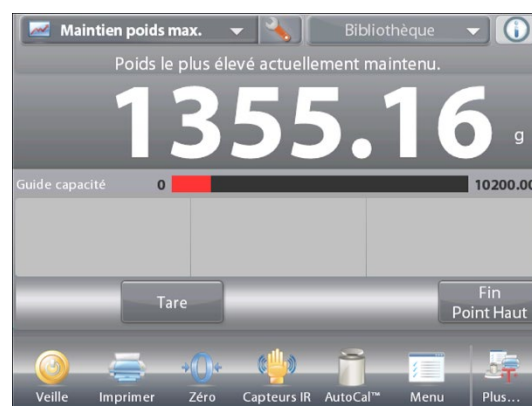 Maintien poids max. Bibliothèque
Poids le plus élevé actuellement maintenu.
1355.16 g
Guide capacité 0 10200.00
Tare Fin
Point Haut
Veille Imprimer Zéro Capteurs IR AutoCal™ Menu Plus...